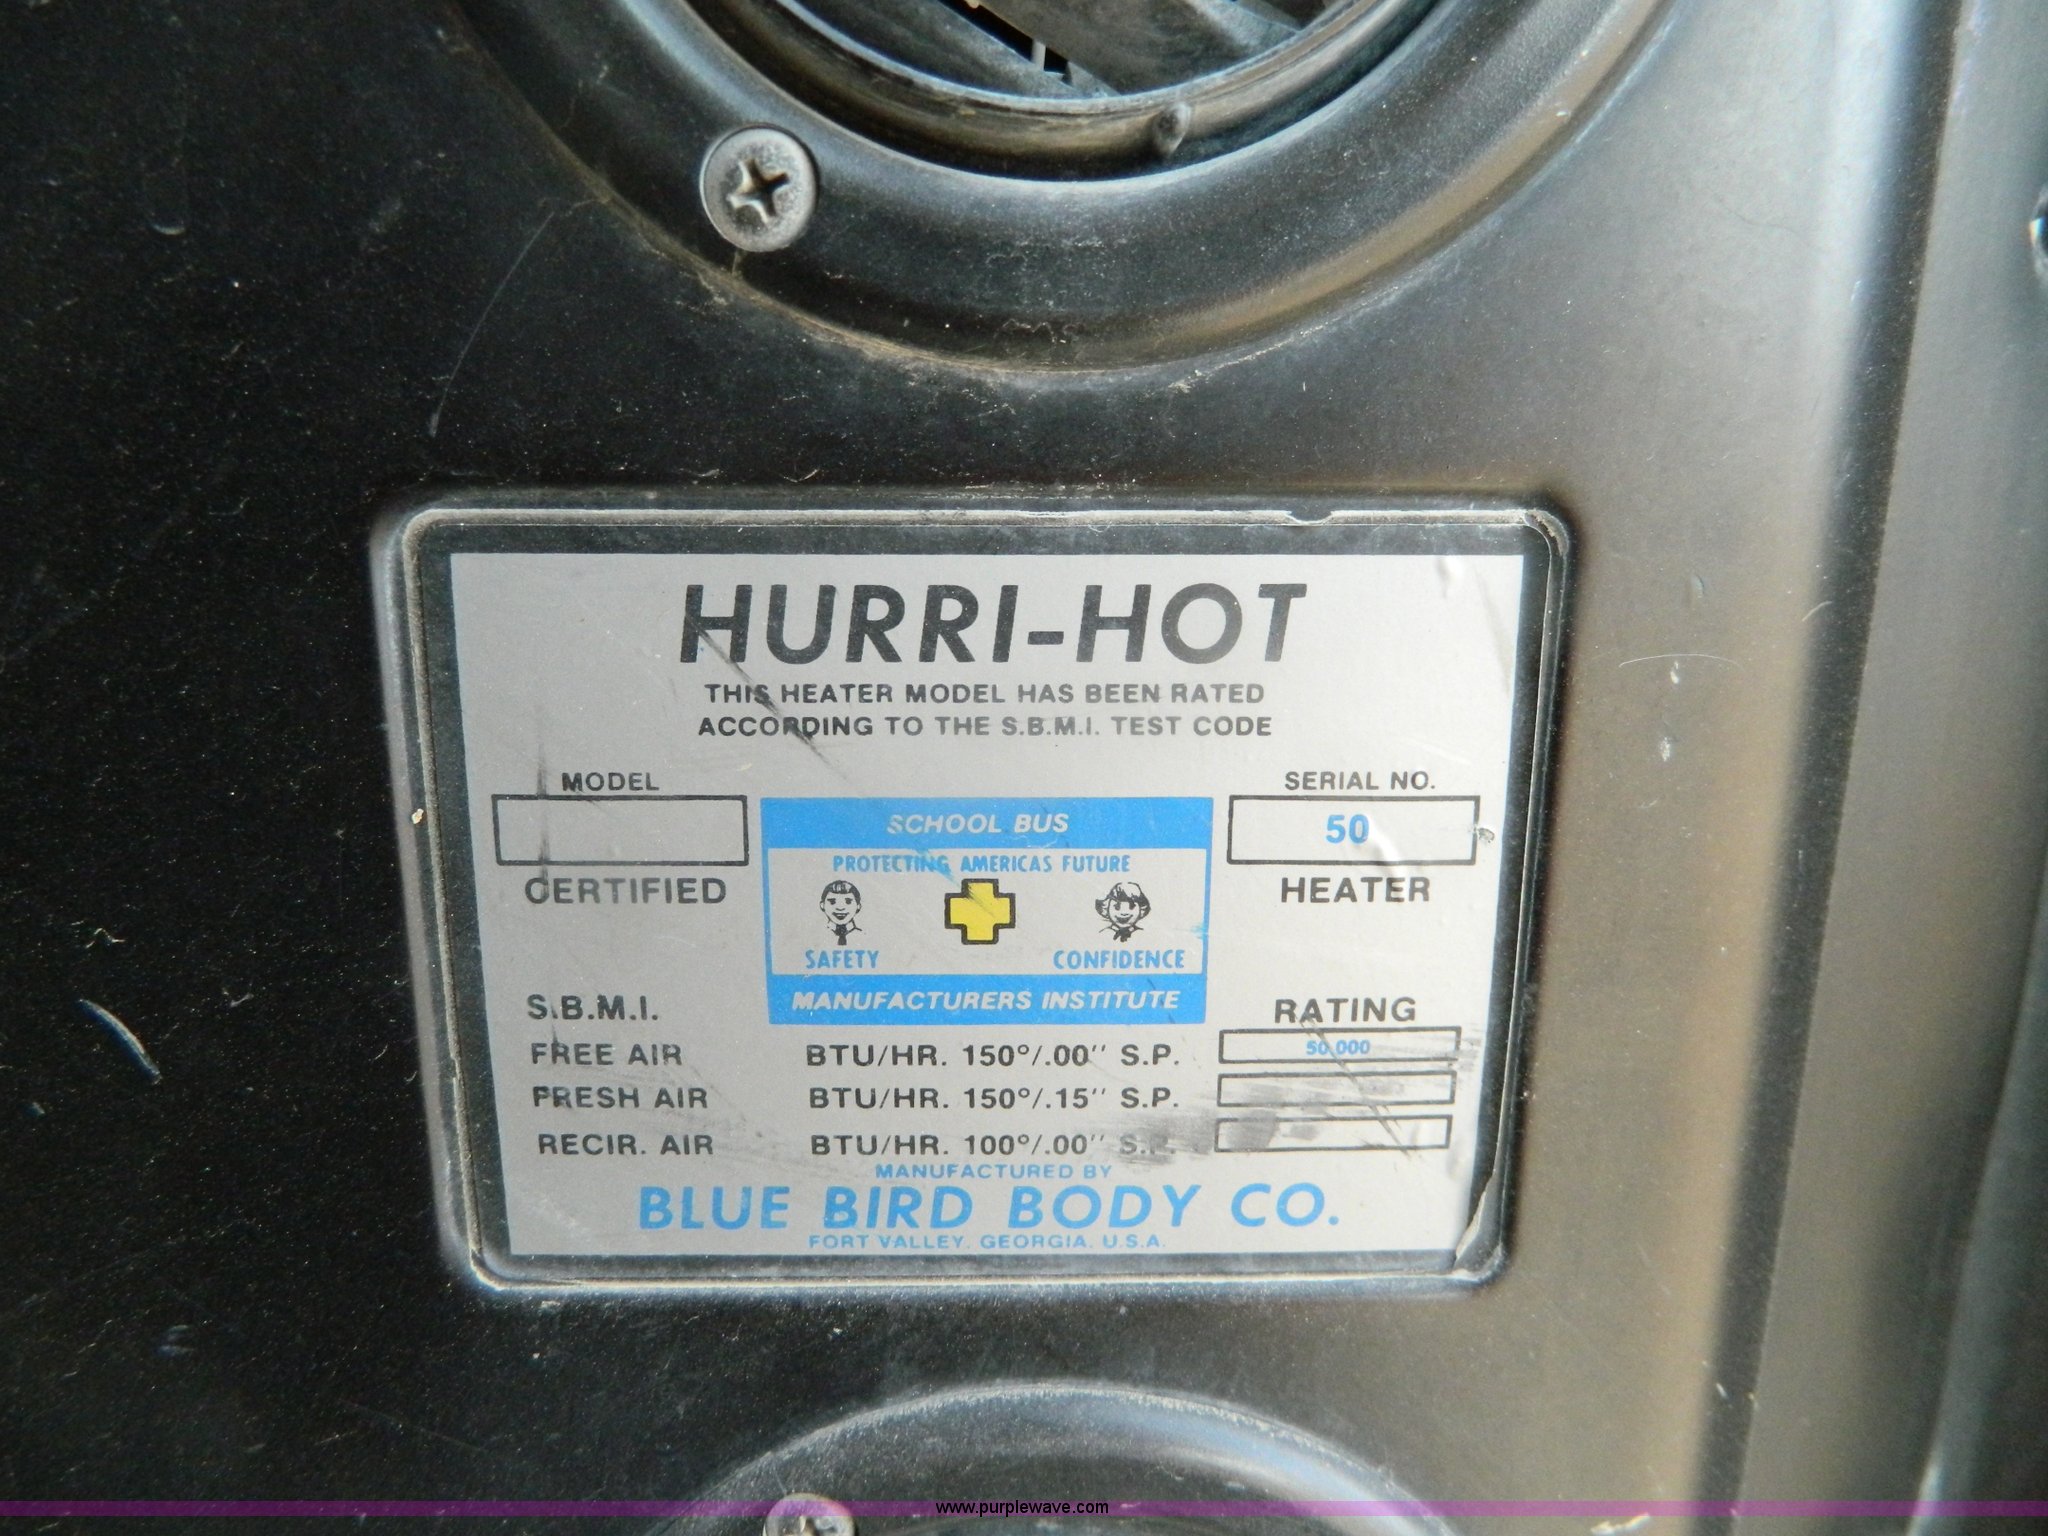 HURRI-HOT
THIS HEATER MODEL HAS BEEN RATED
ACCORDING TO THE S.B.M.I. TEST CODE
MODEL
SERIAL NO.
50
SCHOOL BUS
PROTECTING AMERICAS FUTURE
SAFETY CONFIDENCE
MANUFACTURERS INSTITUTE
CERTIFIED
HEATER
S.B.M.I.
RATING
FREE AIR BTU/HR. 150°/.00" S.P. 50,000
FRESH AIR BTU/HR. 150°/.15" S.P.
RECIR. AIR BTU/HR. 100°/.00" S.P.
MANUFACTURED BY
BLUE BIRD BODY CO.
FORT VALLEY, GEORGIA, U.S.A.
www.purplewave.com